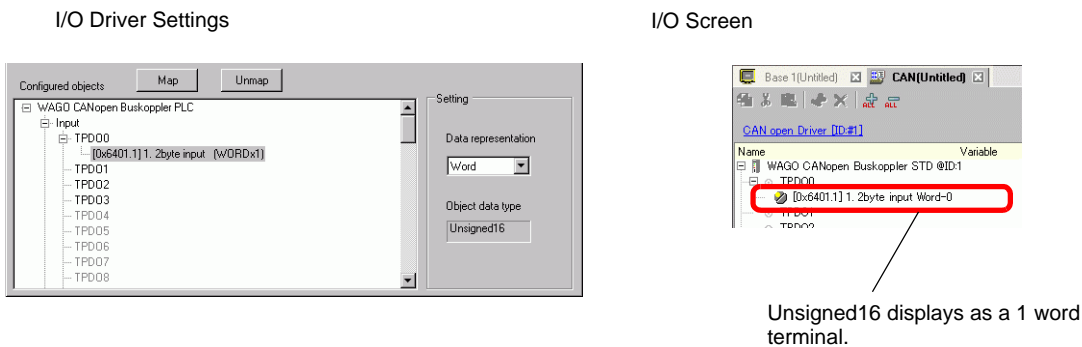 I/O Driver Settings
I/O Screen
Configured objects
Map
Unmap
WAGO CANopen Buskoppler PLC
Input
TPDO0
[0x6401.1] 1. 2byte input (WORDx1)
TPDO1
TPDO2
TPDO3
TPDO4
TPDO5
TPDO6
TPDO7
TPDO8
Setting
Data representation
Word
Object data type
Unsigned16
Base 1(Untitled)
CAN(Untitled)
ALL ALL
CAN open Driver [ID:#1]
Name Variable
WAGO CANopen Buskoppler STD @ID:1
TPDO0
[0x6401.1] 1. 2byte input Word-0
TPDO1
TPDO2
Unsigned16 displays as a 1 word
terminal.